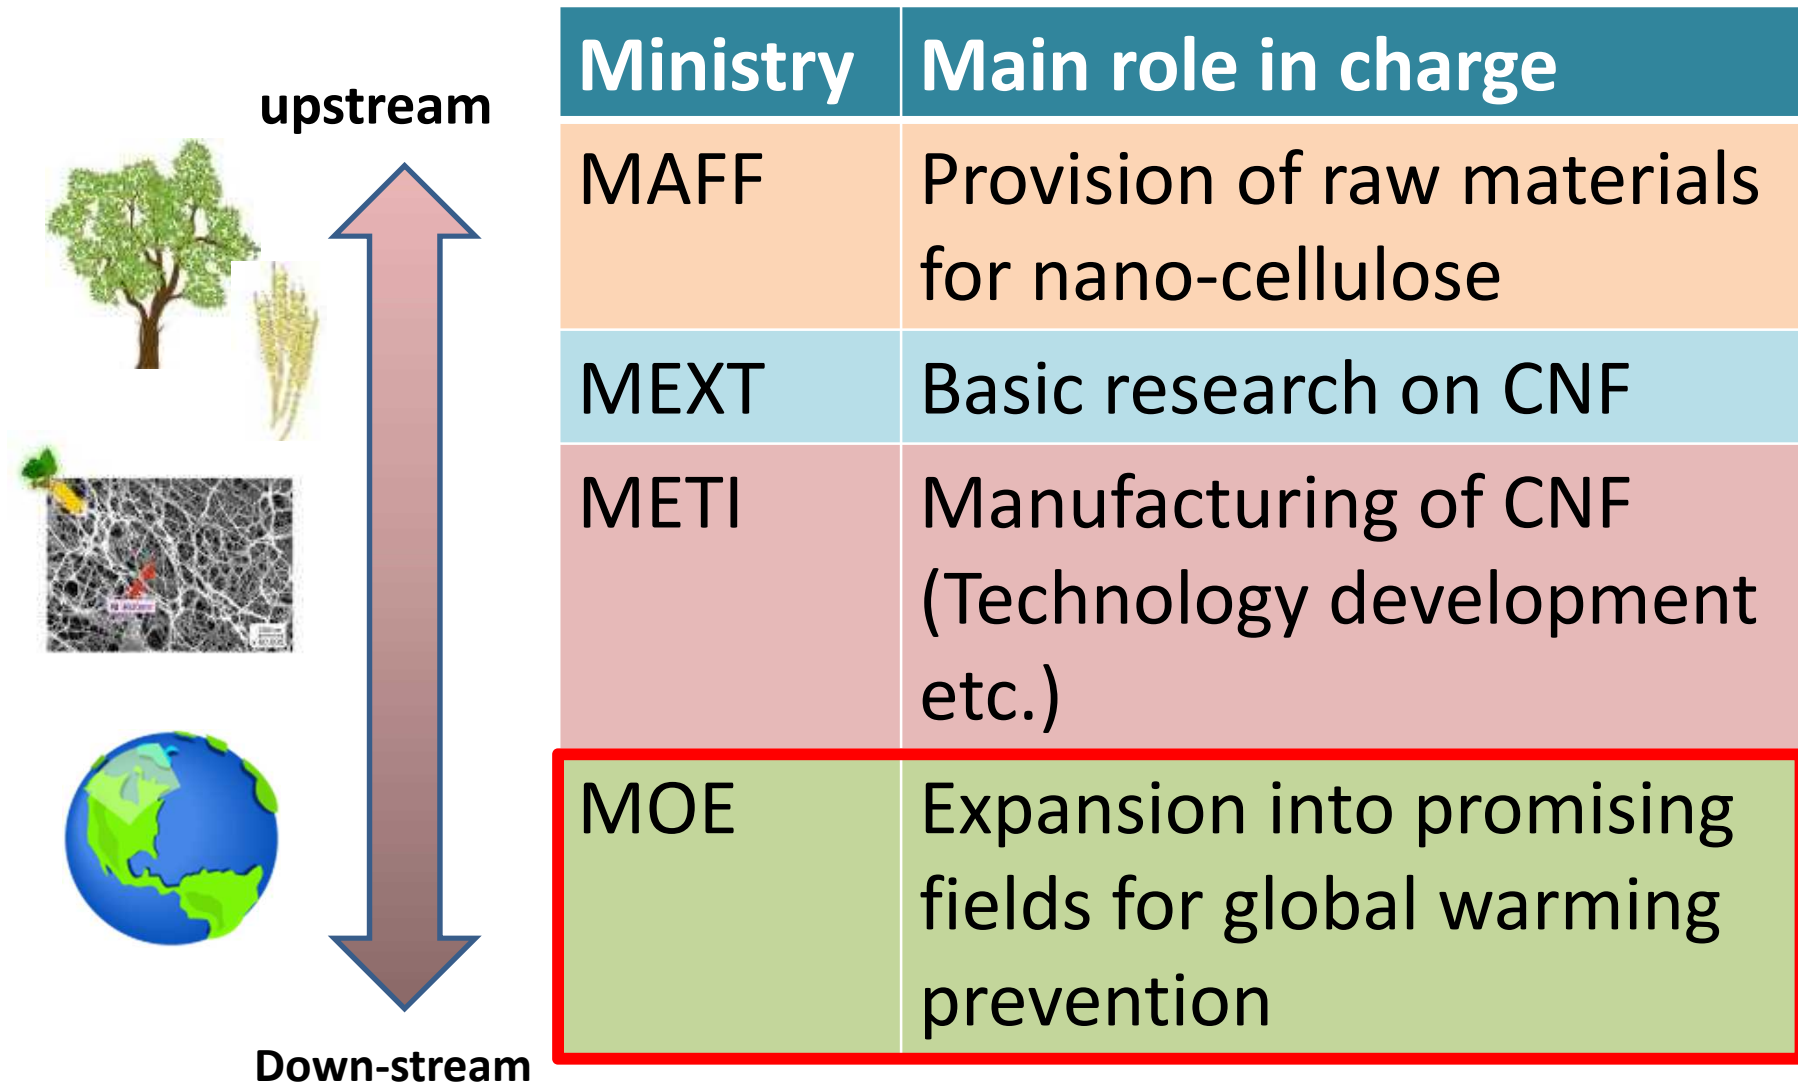 upstream
Ministry
Main role in charge
MAFF
Provision of raw materials
for nano-cellulose
MEXT
Basic research on CNF
METI
Manufacturing of CNF
(Technology development
etc.)
MOE
Expansion into promising
fields for global warming
prevention
Down-stream